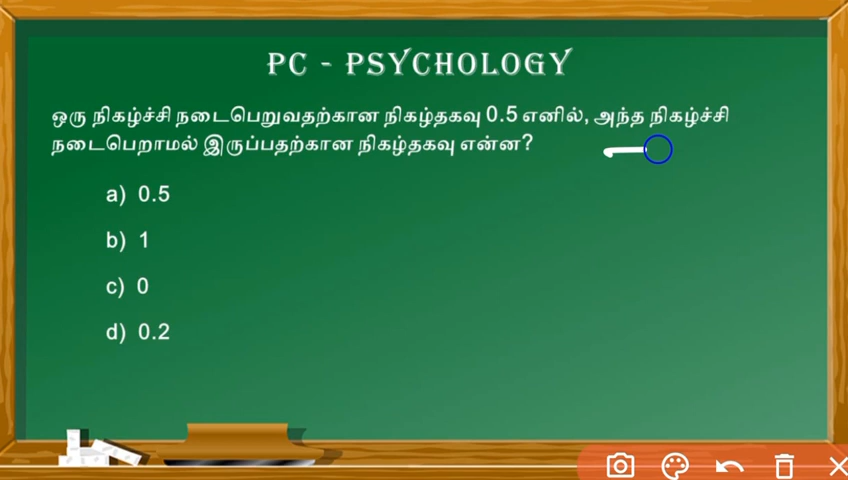 PC - PSYCHOLOGY
ஒரு நிகழ்ச்சி நடைபெறுவதற்கான நிகழ்தகவு 0.5 எனில், அந்த நிகழ்ச்சி
நடைபெறாமல் இருப்பதற்கான நிகழ்தகவு என்ன?
a) 0.5
b) 1
c) 0
d) 0.2